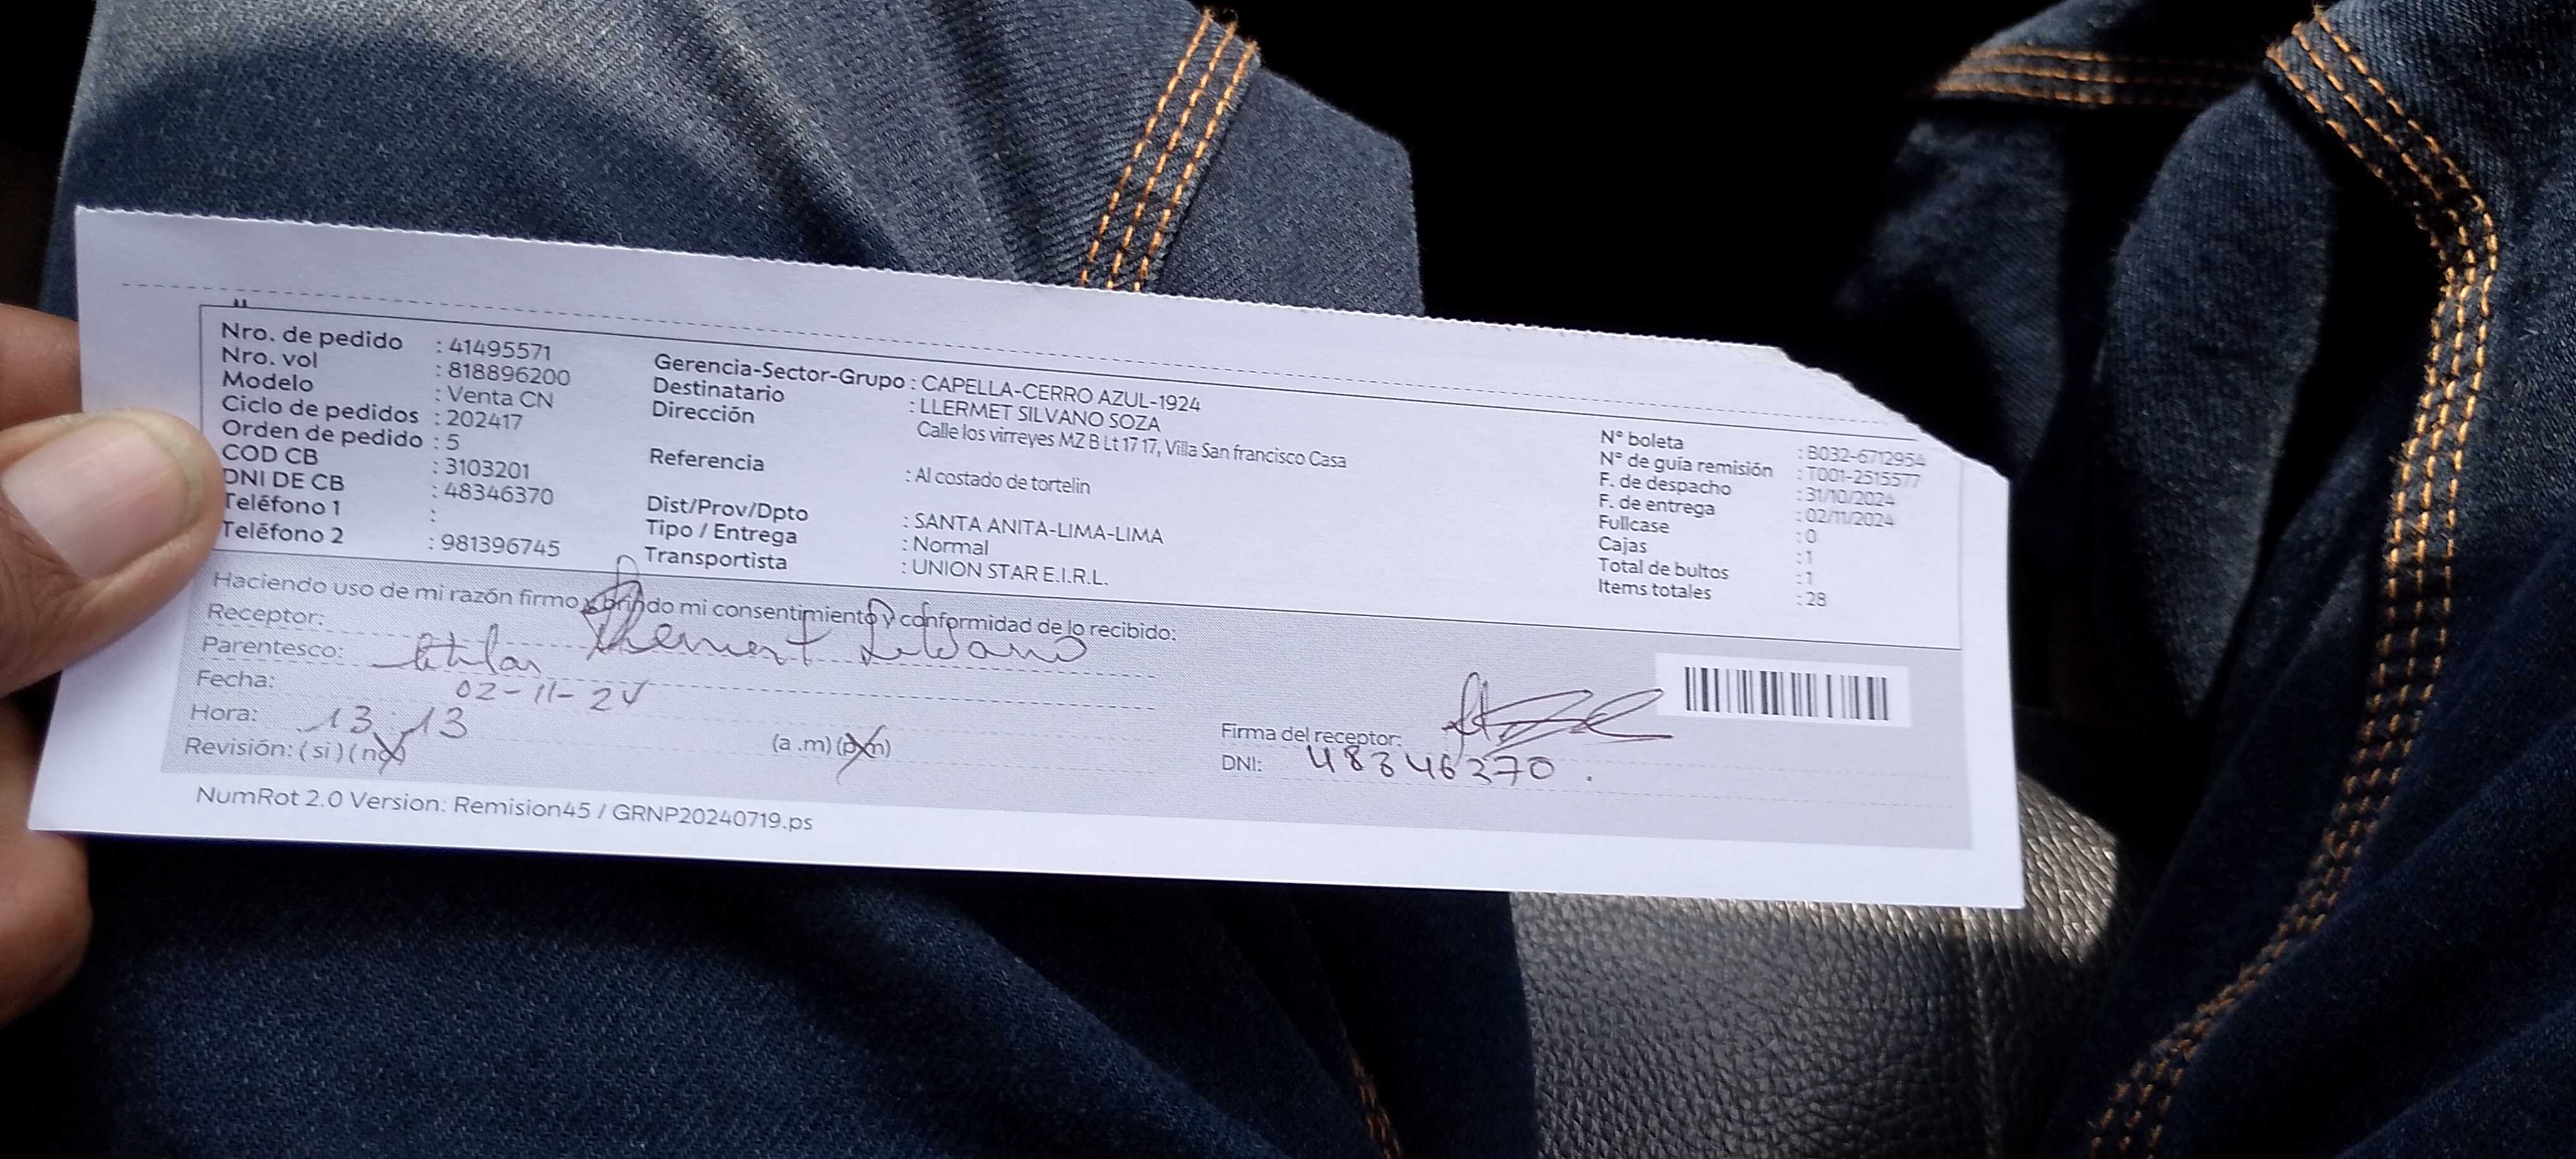 Nro. de pedido : 41495571
Nro. vol : 818896200
Modelo : Venta CN
Ciclo de pedidos : 202417
Orden de pedido : 5
COD CB : 3103201
DNI DE CB : 48346370
Teléfono 1 :
Teléfono 2 : 981396745
Gerencia-Sector-Grupo : CAPELLA-CERRO AZUL-1924
Destinatario : LLERMET SILVANO SOZA
Dirección Calle los virreyes MZ B Lt 17 17, Villa San francisco Casa
Referencia : Al costado de tortelin
Dist/Prov/Dpto : SANTA ANITA-LIMA-LIMA
Tipo / Entrega : Normal
Transportista : UNION STAR E.I.R.L.
N° boleta : B032-6712954
N° de guía remisión : T001-2515577
F. de despacho : 31/10/2024
F. de entrega : 02/11/2024
Fullcase : 0
Cajas : 1
Total de bultos : 1
Items totales : 28
Haciendo uso de mi razón firmo y brindo mi consentimiento y conformidad de lo recibido:
Receptor: Llermet Silvano
Parentesco: titular
Fecha: 02-11-24
Hora: 13:13 (a .m) (p.m)
Revisión: ( si ) ( no )
Firma del receptor:
DNI: 48346370 .
NumRot 2.0 Version: Remision45 / GRNP20240719.ps